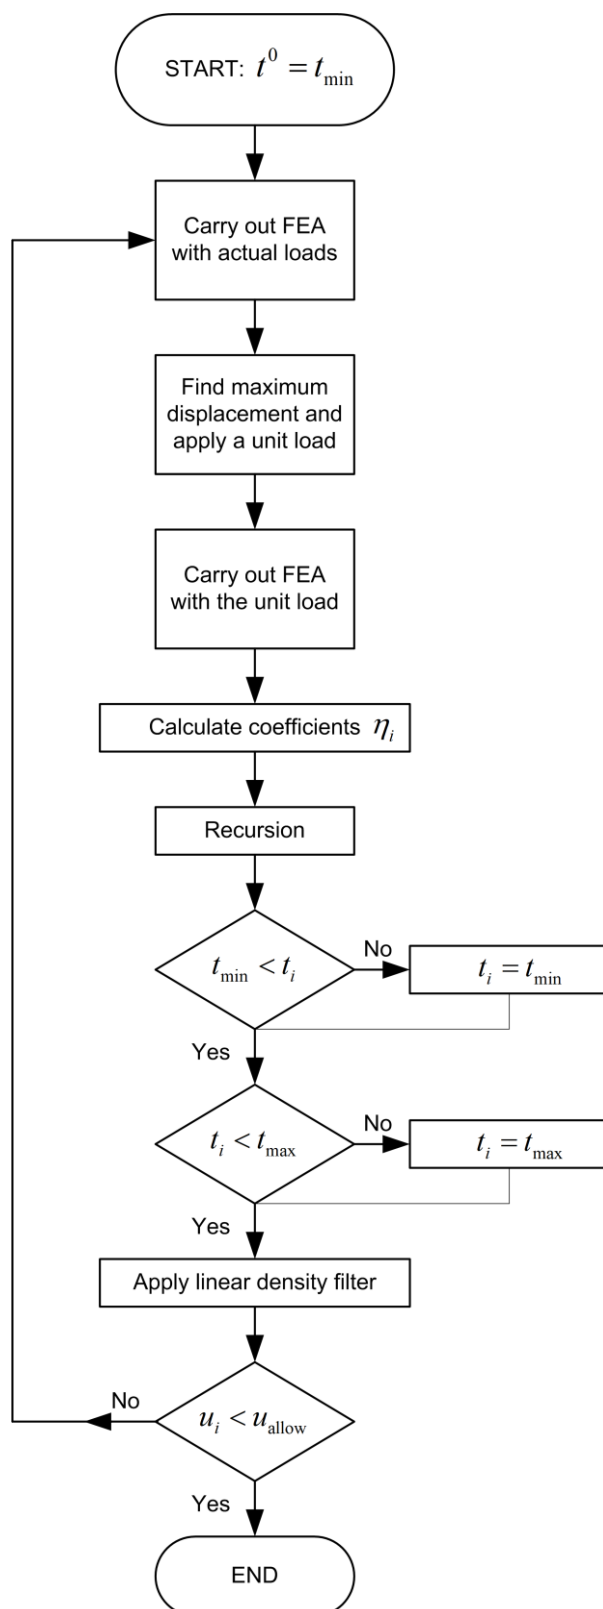 START: t^0 = t_min
Carry out FEA
with actual loads
Find maximum
displacement and
apply a unit load
Carry out FEA
with the unit load
Calculate coefficients η_i
Recursion
t_min < t_i
No
t_i = t_min
Yes
t_i < t_max
No
t_i = t_max
Yes
Apply linear density filter
No
u_i < u_allow
Yes
END